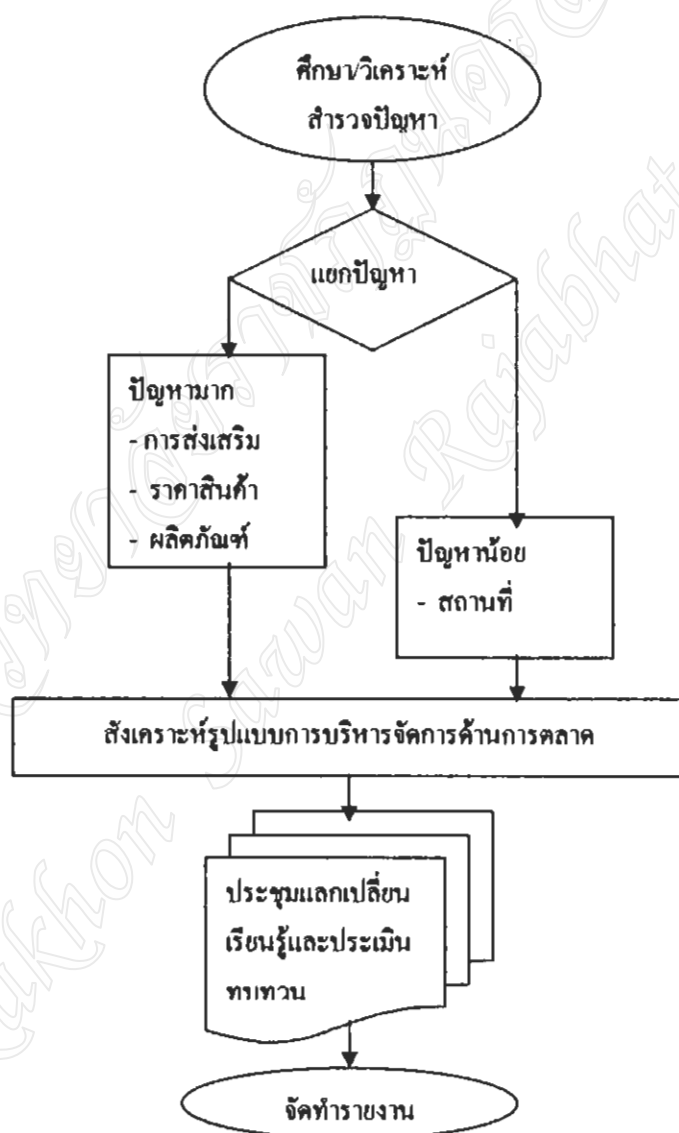 ศึกษา/วิเคราะห์
สำรวจปัญหา
แยกปัญหา
ปัญหามาก
- การส่งเสริม
- ราคาสินค้า
- ผลิตภัณฑ์
ปัญหาน้อย
- สถานที่
สังเคราะห์รูปแบบการบริหารจัดการด้านการตลาด
ประชุมแลกเปลี่ยน
เรียนรู้และประเมิน
ทบทวน
จัดทำรายงาน
Sawan Rajabhat